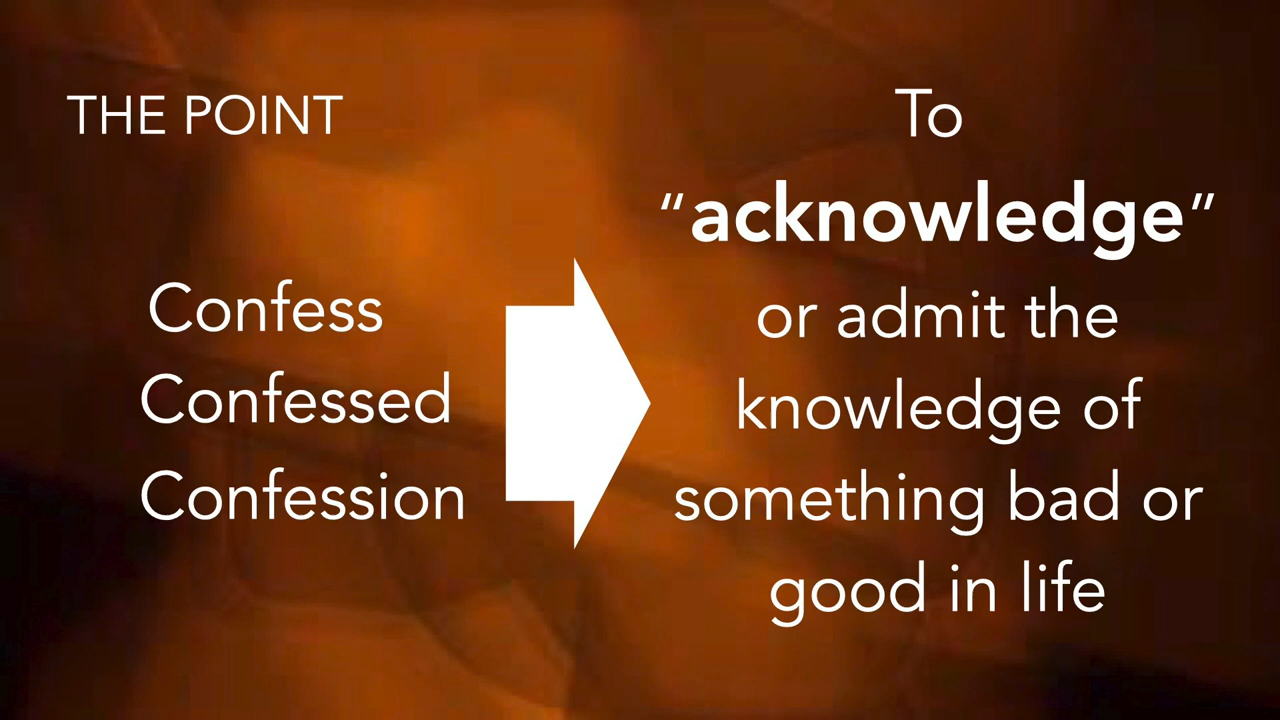 THE POINT
Confess
Confessed
Confession
To
“acknowledge”
or admit the
knowledge of
something bad or
good in life